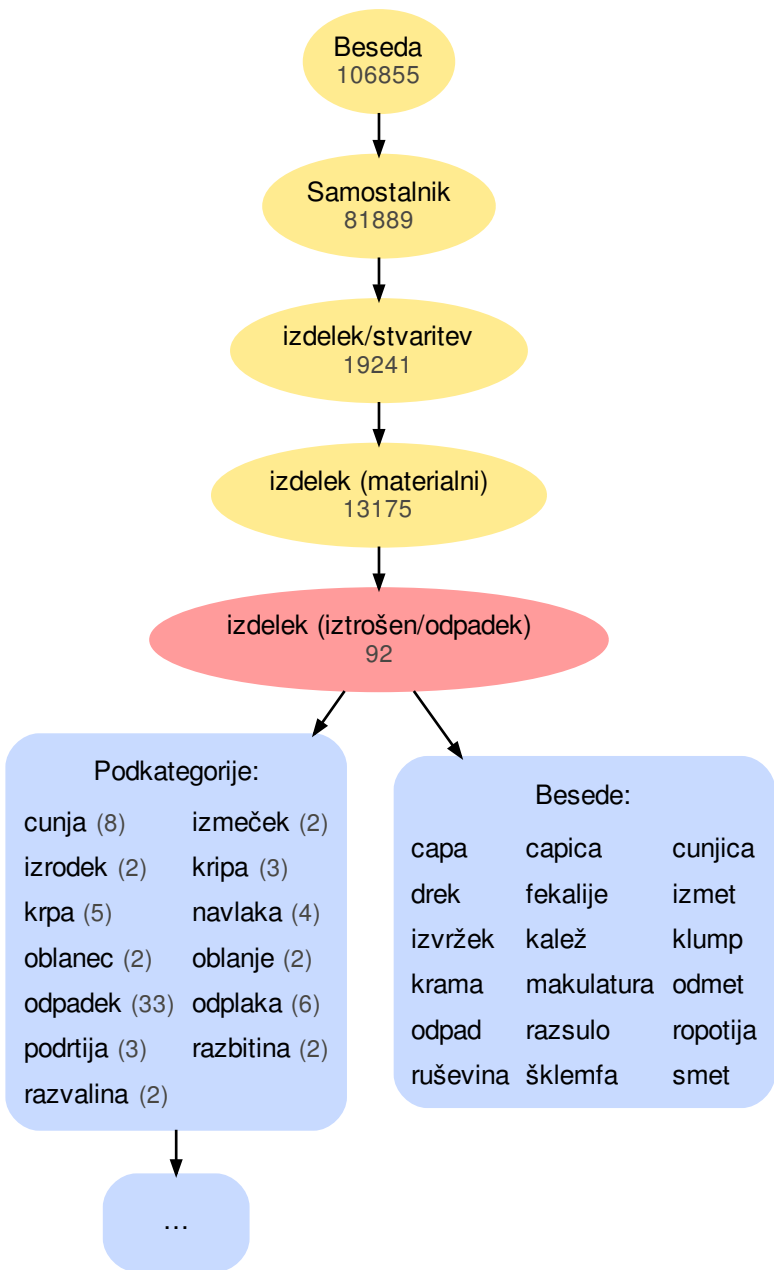 Beseda
106855
Samostalnik
81889
izdelek/stvaritev
19241
izdelek (materialni)
13175
izdelek (iztrošen/odpadek)
92
Podkategorije:
cunja (8) izmeček (2)
izrodek (2) kripa (3)
krpa (5) navlaka (4)
oblanec (2) oblanje (2)
odpadek (33) odplaka (6)
podrtija (3) razbitina (2)
razvalina (2)
...
Besede:
capa capica cunjica
drek fekalije izmet
izvržek kalež klump
krama makulatura odmet
odpad razsulo ropotija
ruševina šklemfa smet